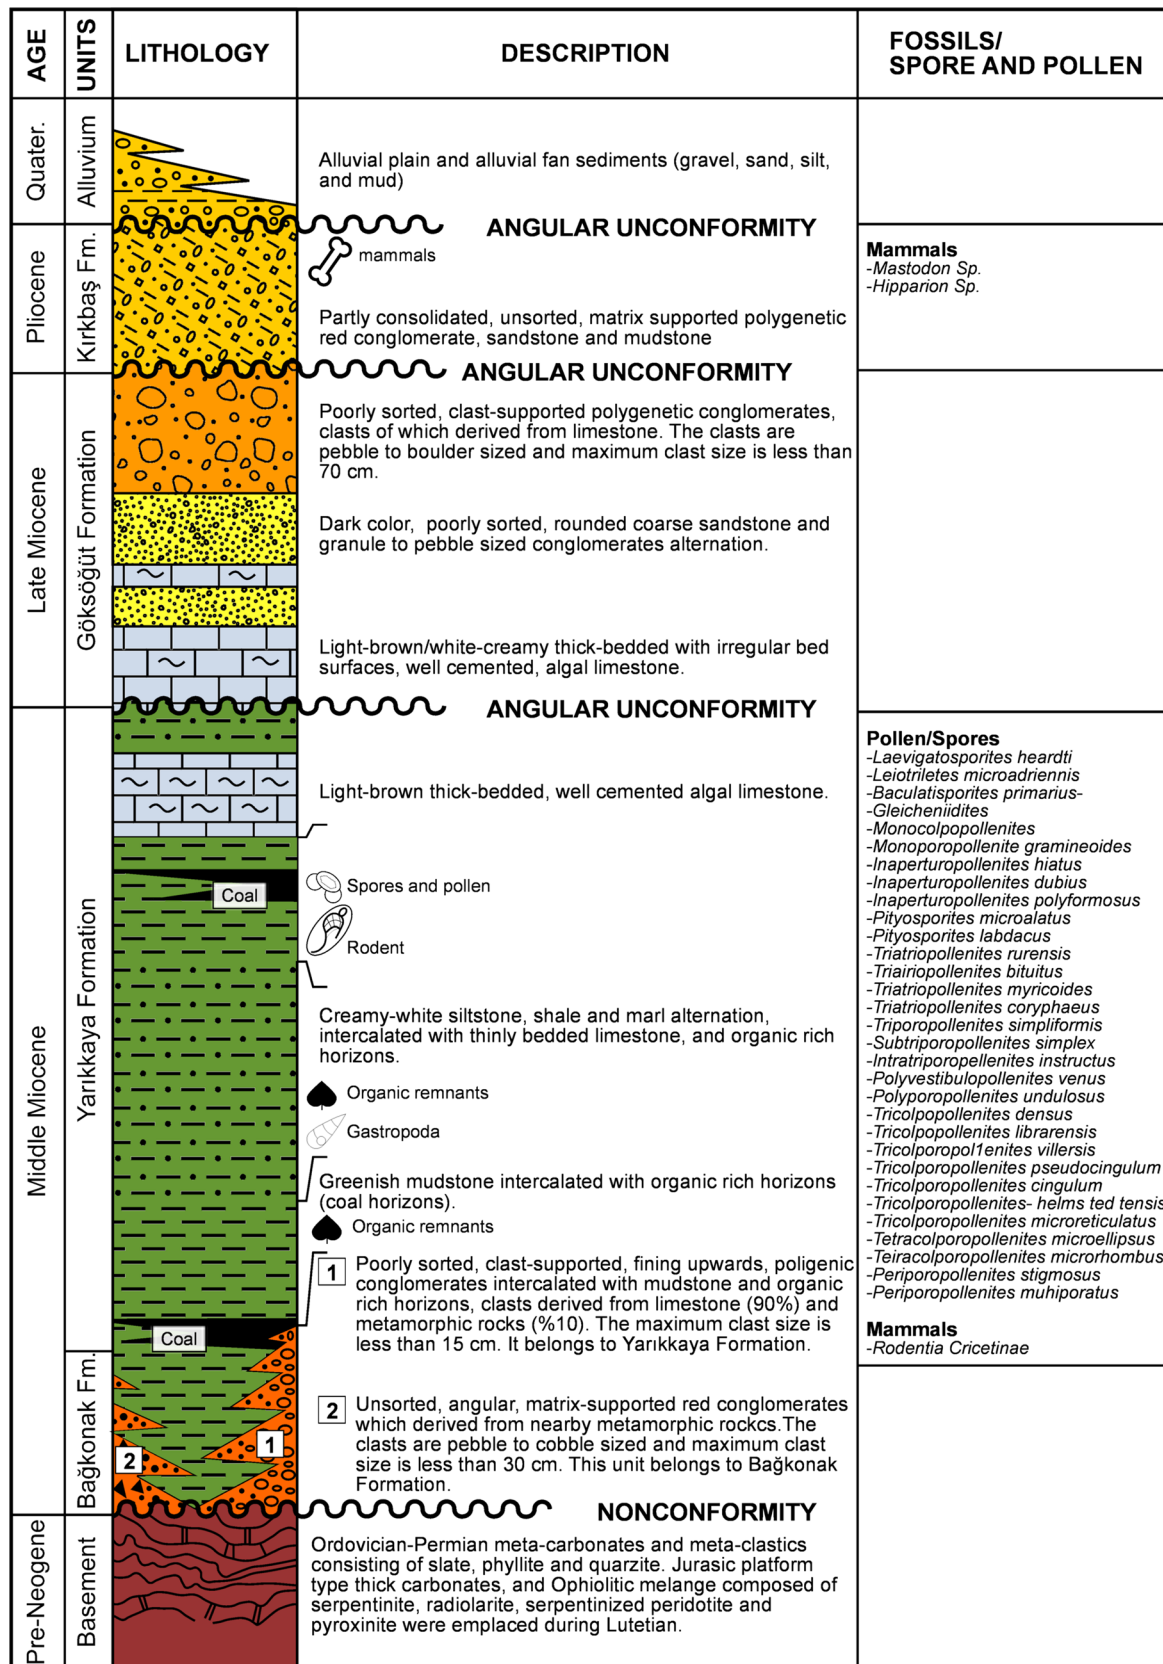 AGE
UNITS
LITHOLOGY
DESCRIPTION
FOSSILS/
SPORE AND POLLEN
Quater.
Alluvium
Alluvial plain and alluvial fan sediments (gravel, sand, silt,
and mud)
ANGULAR UNCONFORMITY
Pliocene
Kırkbaş Fm.
mammals
Partly consolidated, unsorted, matrix supported polygenetic
red conglomerate, sandstone and mudstone
Mammals
-Mastodon Sp.
-Hipparion Sp.
ANGULAR UNCONFORMITY
Late Miocene
Göksöğüt Formation
Poorly sorted, clast-supported polygenetic conglomerates,
clasts of which derived from limestone. The clasts are
pebble to boulder sized and maximum clast size is less than
70 cm.
Dark color, poorly sorted, rounded coarse sandstone and
granule to pebble sized conglomerates alternation.
Light-brown/white-creamy thick-bedded with irregular bed
surfaces, well cemented, algal limestone.
ANGULAR UNCONFORMITY
Middle Miocene
Yarıkkaya Formation
Light-brown thick-bedded, well cemented algal limestone.
Coal
Spores and pollen
Rodent
Creamy-white siltstone, shale and marl alternation,
intercalated with thinly bedded limestone, and organic rich
horizons.
Organic remnants
Gastropoda
Greenish mudstone intercalated with organic rich horizons
(coal horizons).
Organic remnants
1
Poorly sorted, clast-supported, fining upwards, poligenic
conglomerates intercalated with mudstone and organic
rich horizons, clasts derived from limestone (90%) and
metamorphic rocks (%10). The maximum clast size is
less than 15 cm. It belongs to Yarıkkaya Formation.
Coal
Bağkonak Fm.
2
Unsorted, angular, matrix-supported red conglomerates
which derived from nearby metamorphic rockcs.The
clasts are pebble to cobble sized and maximum clast
size is less than 30 cm. This unit belongs to Bağkonak
Formation.
1
2
Pollen/Spores
-Laevigatosporites heardti
-Leiotriletes microadriennis
-Baculatisporites primarius-
-Gleicheniidites
-Monocolpopollenites
-Monoporopollenite gramineoides
-Inaperturopollenites hiatus
-Inaperturopollenites dubius
-Inaperturopollenites polyformosus
-Pityosporites microalatus
-Pityosporites labdacus
-Triatriopollenites rurensis
-Triairiopollenites bituitus
-Triatriopollenites myricoides
-Triatriopollenites coryphaeus
-Triporopollenites simpliformis
-Subtriporopollenites simplex
-Intratriporopellenites instructus
-Polyvestibulopollenites venus
-Polyporopollenites undulosus
-Tricolpopollenites densus
-Tricolpopollenites librarensis
-Tricolporopol1enites villersis
-Tricolporopollenites pseudocingulum
-Tricolporopollenites cingulum
-Tricolporopollenites- helms ted tensis
-Tricolporopollenites microreticulatus
-Tetracolporopollenites microellipsus
-Teiracolporopollenites microrhombus
-Periporopollenites stigmosus
-Periporopollenites muhiporatus
Mammals
-Rodentia Cricetinae
NONCONFORMITY
Pre-Neogene
Basement
Ordovician-Permian meta-carbonates and meta-clastics
consisting of slate, phyllite and quarzite. Jurasic platform
type thick carbonates, and Ophiolitic melange composed of
serpentinite, radiolarite, serpentinized peridotite and
pyroxinite were emplaced during Lutetian.